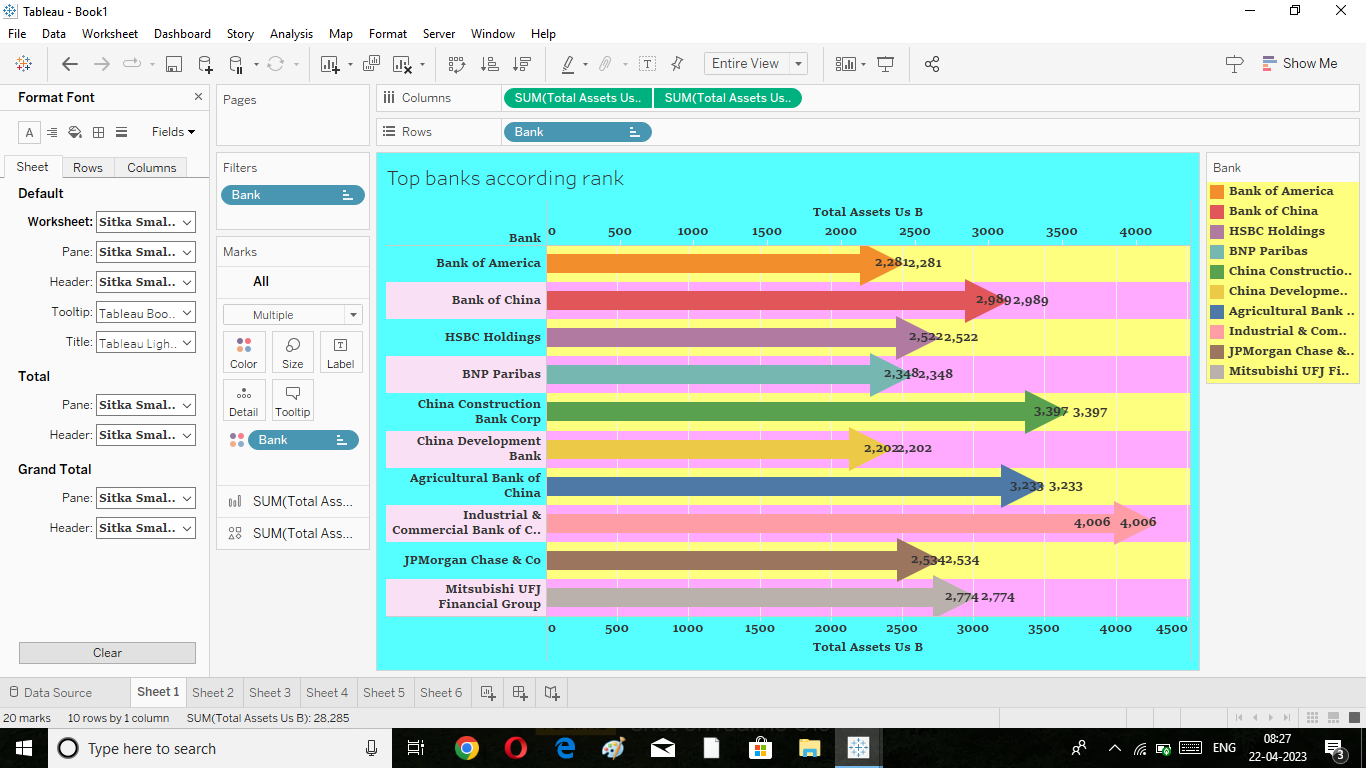 Tableau - Book1
File Data Worksheet Dashboard Story Analysis Map Format Server Window Help
Entire View
Show Me
Format Font
Fields
Sheet Rows Columns
Default
Worksheet: Sitka Smal..
Pane: Sitka Smal..
Header: Sitka Smal..
Tooltip: Tableau Boo..
Title: Tableau Ligh..
Total
Pane: Sitka Smal..
Header: Sitka Smal..
Grand Total
Pane: Sitka Smal..
Header: Sitka Smal..
Clear
Pages
Filters
Bank
Marks
All
Multiple
Color Size Label
Detail Tooltip
Bank
SUM(Total Ass...
SUM(Total Ass...
Columns SUM(Total Assets Us.. SUM(Total Assets Us..
Rows Bank
Top banks according rank
Total Assets Us B
0 500 1000 1500 2000 2500 3000 3500 4000
Bank
Bank of America 2,281 2,281
Bank of China 2,989 2,989
HSBC Holdings 2,522 2,522
BNP Paribas 2,348 2,348
China Construction
Bank Corp 3,397 3,397
China Development
Bank 2,202 2,202
Agricultural Bank of
China 3,233 3,233
Industrial &
Commercial Bank of C.. 4,006 4,006
JPMorgan Chase & Co 2,534 2,534
Mitsubishi UFJ
Financial Group 2,774 2,774
0 500 1000 1500 2000 2500 3000 3500 4000 4500
Total Assets Us B
Bank
Bank of America
Bank of China
HSBC Holdings
BNP Paribas
China Constructio..
China Developme..
Agricultural Bank ..
Industrial & Com..
JPMorgan Chase &..
Mitsubishi UFJ Fi..
Data Source Sheet 1 Sheet 2 Sheet 3 Sheet 4 Sheet 5 Sheet 6
20 marks 10 rows by 1 column SUM(Total Assets Us B): 28,285
Type here to search
ENG
08:27
22-04-2023
3